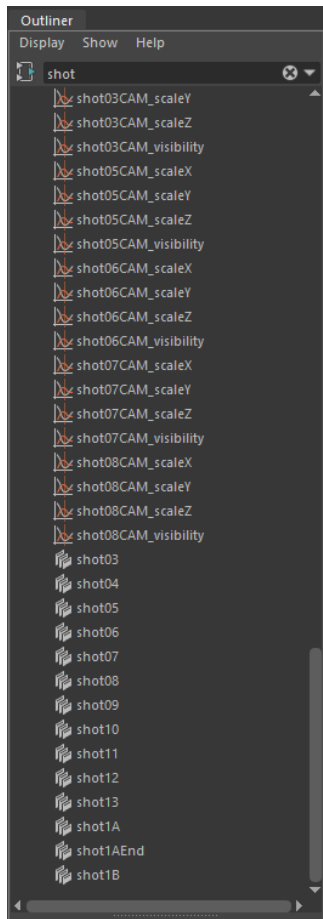 Outliner
Display Show Help
shot
shot03CAM_scaleY
shot03CAM_scaleZ
shot03CAM_visibility
shot05CAM_scaleX
shot05CAM_scaleY
shot05CAM_scaleZ
shot05CAM_visibility
shot06CAM_scaleX
shot06CAM_scaleY
shot06CAM_scaleZ
shot06CAM_visibility
shot07CAM_scaleX
shot07CAM_scaleY
shot07CAM_scaleZ
shot07CAM_visibility
shot08CAM_scaleX
shot08CAM_scaleY
shot08CAM_scaleZ
shot08CAM_visibility
shot03
shot04
shot05
shot06
shot07
shot08
shot09
shot10
shot11
shot12
shot13
shot1A
shot1AEnd
shot1B